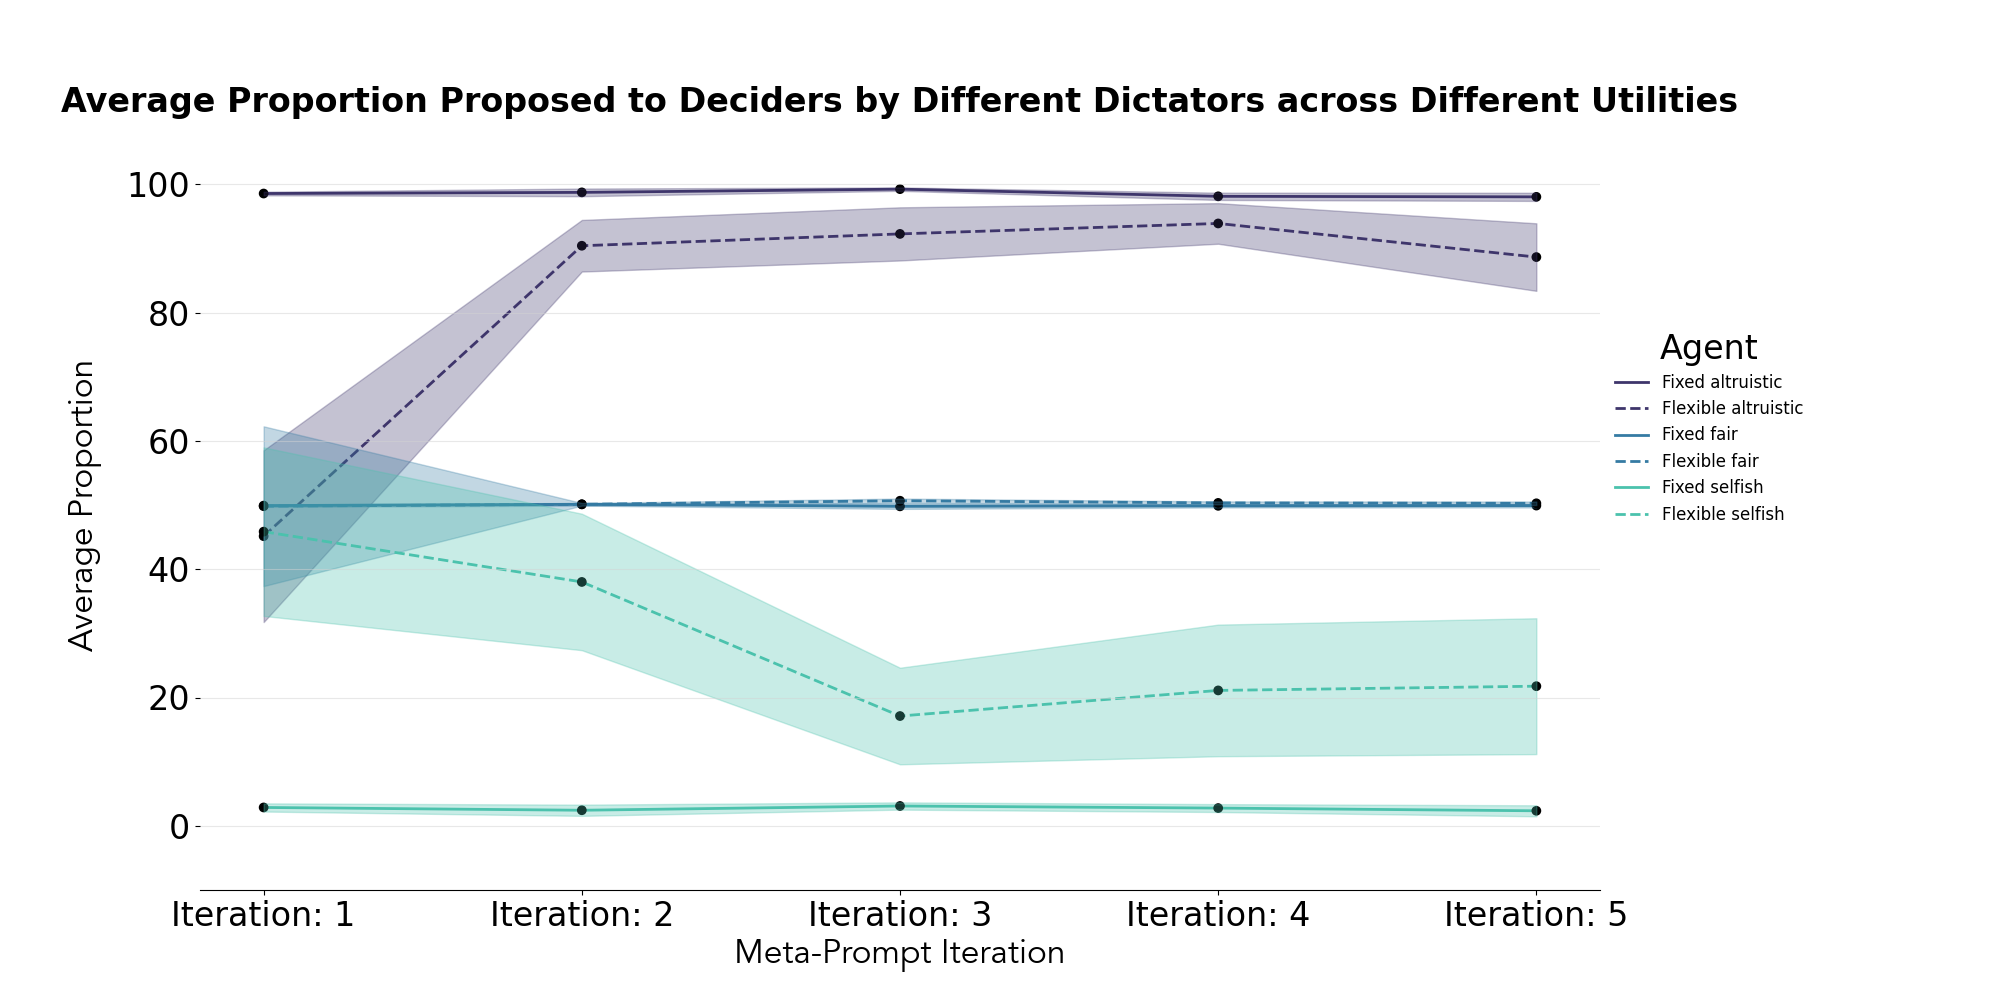 Average Proportion Proposed to Deciders by Different Dictators across Different Utilities
100
80
60
40
20
0
Average Proportion
Iteration: 1
Iteration: 2
Iteration: 3
Iteration: 4
Iteration: 5
Meta-Prompt Iteration
Agent
Fixed altruistic
Flexible altruistic
Fixed fair
Flexible fair
Fixed selfish
Flexible selfish